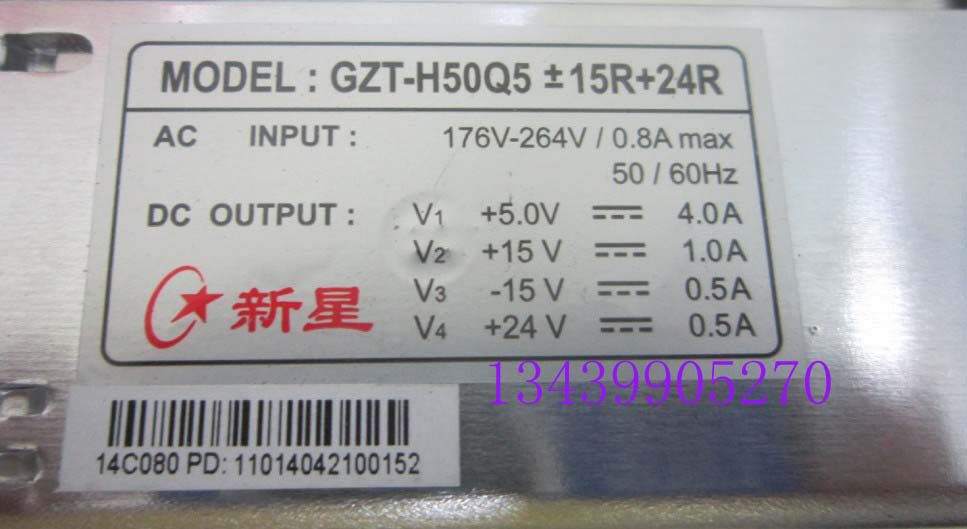 MODEL : GZT-H50Q5 ±15R+24R
AC INPUT : 176V-264V / 0.8A max
50 / 60Hz
DC OUTPUT : V1 +5.0V 4.0A
V2 +15 V 1.0A
V3 -15 V 0.5A
V4 +24 V 0.5A
新星
13439905270
14C080 PD: 11014042100152